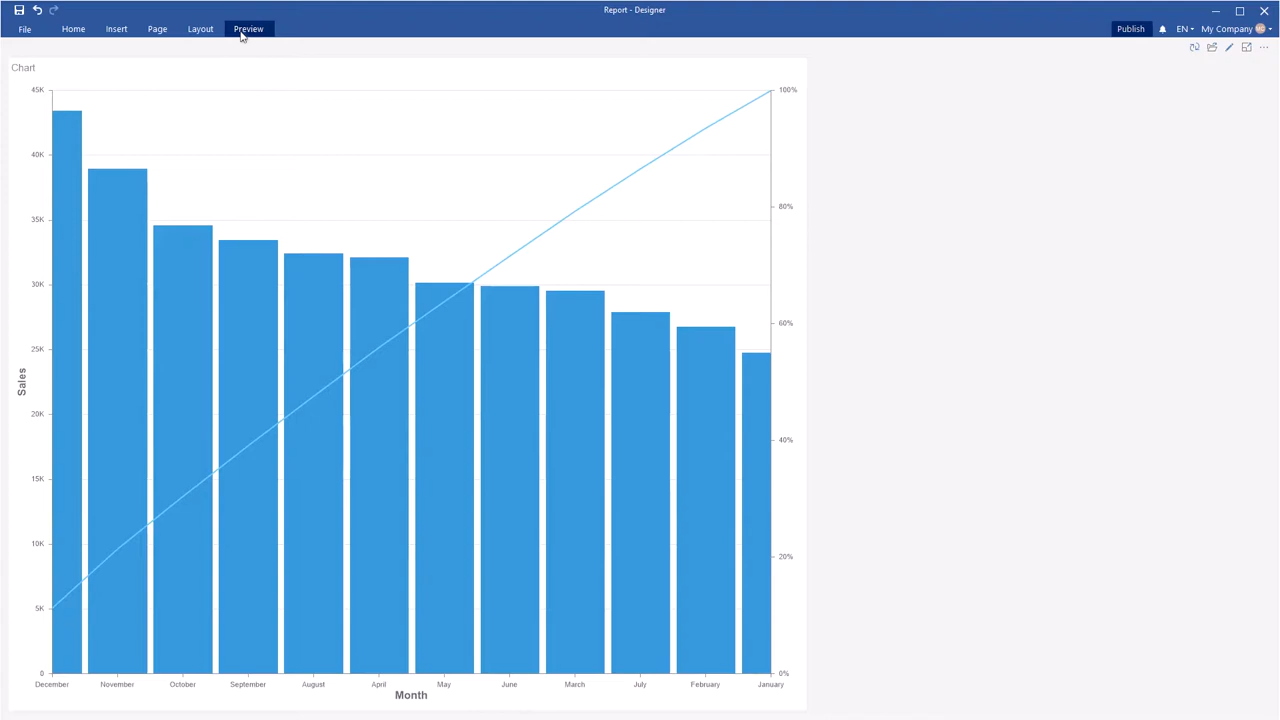 Report - Designer
File Home Insert Page Layout Preview Publish EN My Company
Chart
45K
40K
35K
30K
25K
20K
15K
10K
5K
0
Sales
100%
80%
60%
40%
20%
0%
December November October September August April May June March July February January
Month